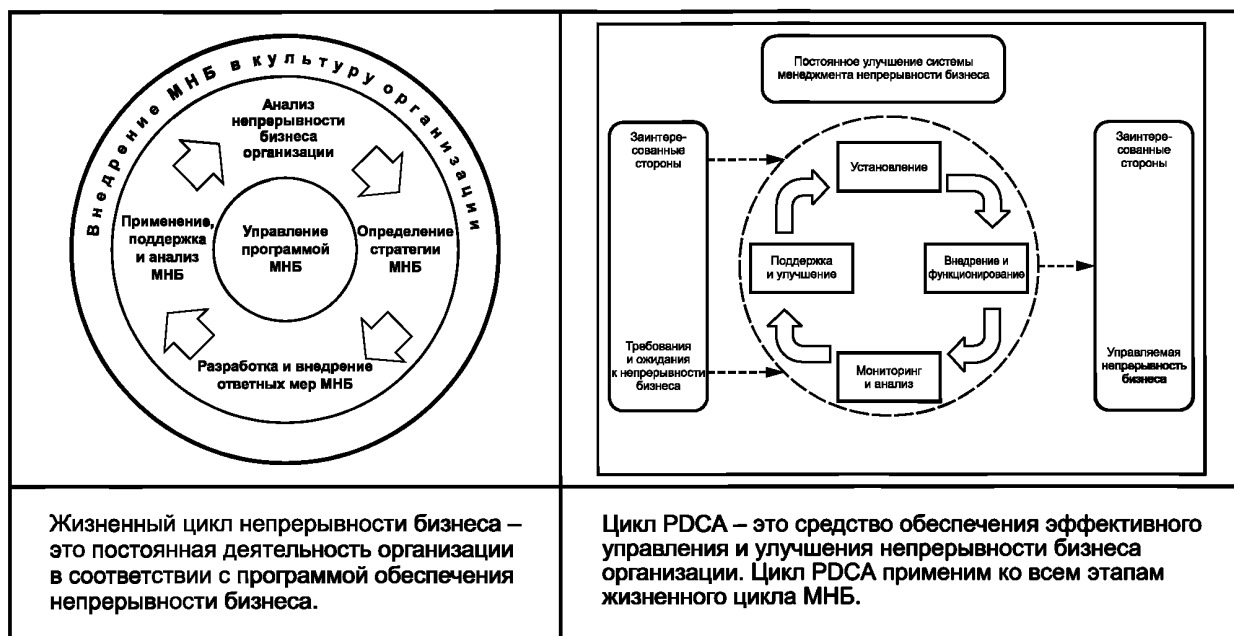 Внедрение МНБ в культуру организации
Анализ
непрерывности
бизнеса
организации
Применение,
поддержка
и анализ
МНБ
Управление
программой
МНБ
Определение
стратегии
МНБ
Разработка и внедрение
ответных мер МНБ
Постоянное улучшение системы
менеджмента непрерывности бизнеса
Заинтере-
сованные
стороны
Требования
и ожидания
к непрерывности
бизнеса
Установление
Поддержка
и улучшение
Внедрение и
функционирование
Мониторинг
и анализ
Заинтере-
сованные
стороны
Управляемая
непрерывность
бизнеса
Жизненный цикл непрерывности бизнеса –
это постоянная деятельность организации
в соответствии с программой обеспечения
непрерывности бизнеса.
Цикл PDCA – это средство обеспечения эффективного
управления и улучшения непрерывности бизнеса
организации. Цикл PDCA применим ко всем этапам
жизненного цикла МНБ.